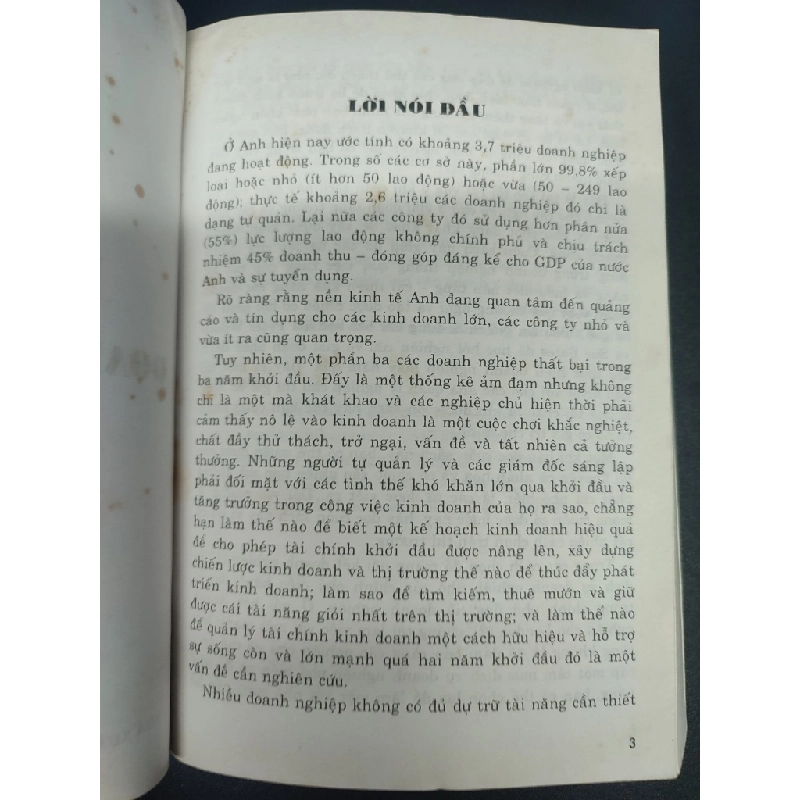 LỜI NÓI ĐẦU
Ở Anh hiện nay ước tính có khoảng 3,7 triệu doanh nghiệp
đang hoạt động. Trong số các cơ sở này, phần lớn 99,8% xếp
loại hoặc nhỏ (ít hơn 50 lao động) hoặc vừa (50 – 249 lao
động); thực tế khoảng 2,6 triệu các doanh nghiệp đó chỉ là
dạng tư quản. Lại nữa các công ty đó sử dụng hơn phân nửa
(55%) lực lượng lao động không chính phủ và chịu trách
nhiệm 45% doanh thu – đóng góp đáng kể cho GDP của nước
Anh và sự tuyển dụng.
Rõ ràng rằng nền kinh tế Anh đang quan tâm đến quảng
cáo và tín dụng cho các kinh doanh lớn, các công ty nhỏ và
vừa ít ra cũng quan trọng.
Tuy nhiên, một phần ba các doanh nghiệp thất bại trong
ba năm khởi đầu. Đấy là một thống kê ảm đạm nhưng không
chỉ là một mà khát khao và các nghiệp chủ hiện thời phải
cảm thấy nô lệ vào kinh doanh là một cuộc chơi khắc nghiệt,
chất đầy thử thách, trở ngại, vấn đề và tất nhiên cả tưởng
thưởng. Những người tự quản lý và các giám đốc sáng lập
phải đối mặt với các tình thế khó khăn lớn qua khởi đầu và
tăng trưởng trong công việc kinh doanh của họ ra sao, chẳng
hạn làm thế nào để biết một kế hoạch kinh doanh hiệu quả
để cho phép tài chính khởi đầu được nâng lên, xây dựng
chiến lược kinh doanh và thị trường thế nào để thúc đẩy phát
triển kinh doanh; làm sao để tìm kiếm, thuê mướn và giữ
được cái tài năng giỏi nhất trên thị trường; và làm thế nào
để quản lý tài chính kinh doanh một cách hữu hiệu và hỗ trợ
sự sống còn và lớn mạnh quá hai năm khởi đầu đó là một
vấn đề cần nghiên cứu.
Nhiều doanh nghiệp không có đủ dự trữ tài năng cần thiết
3